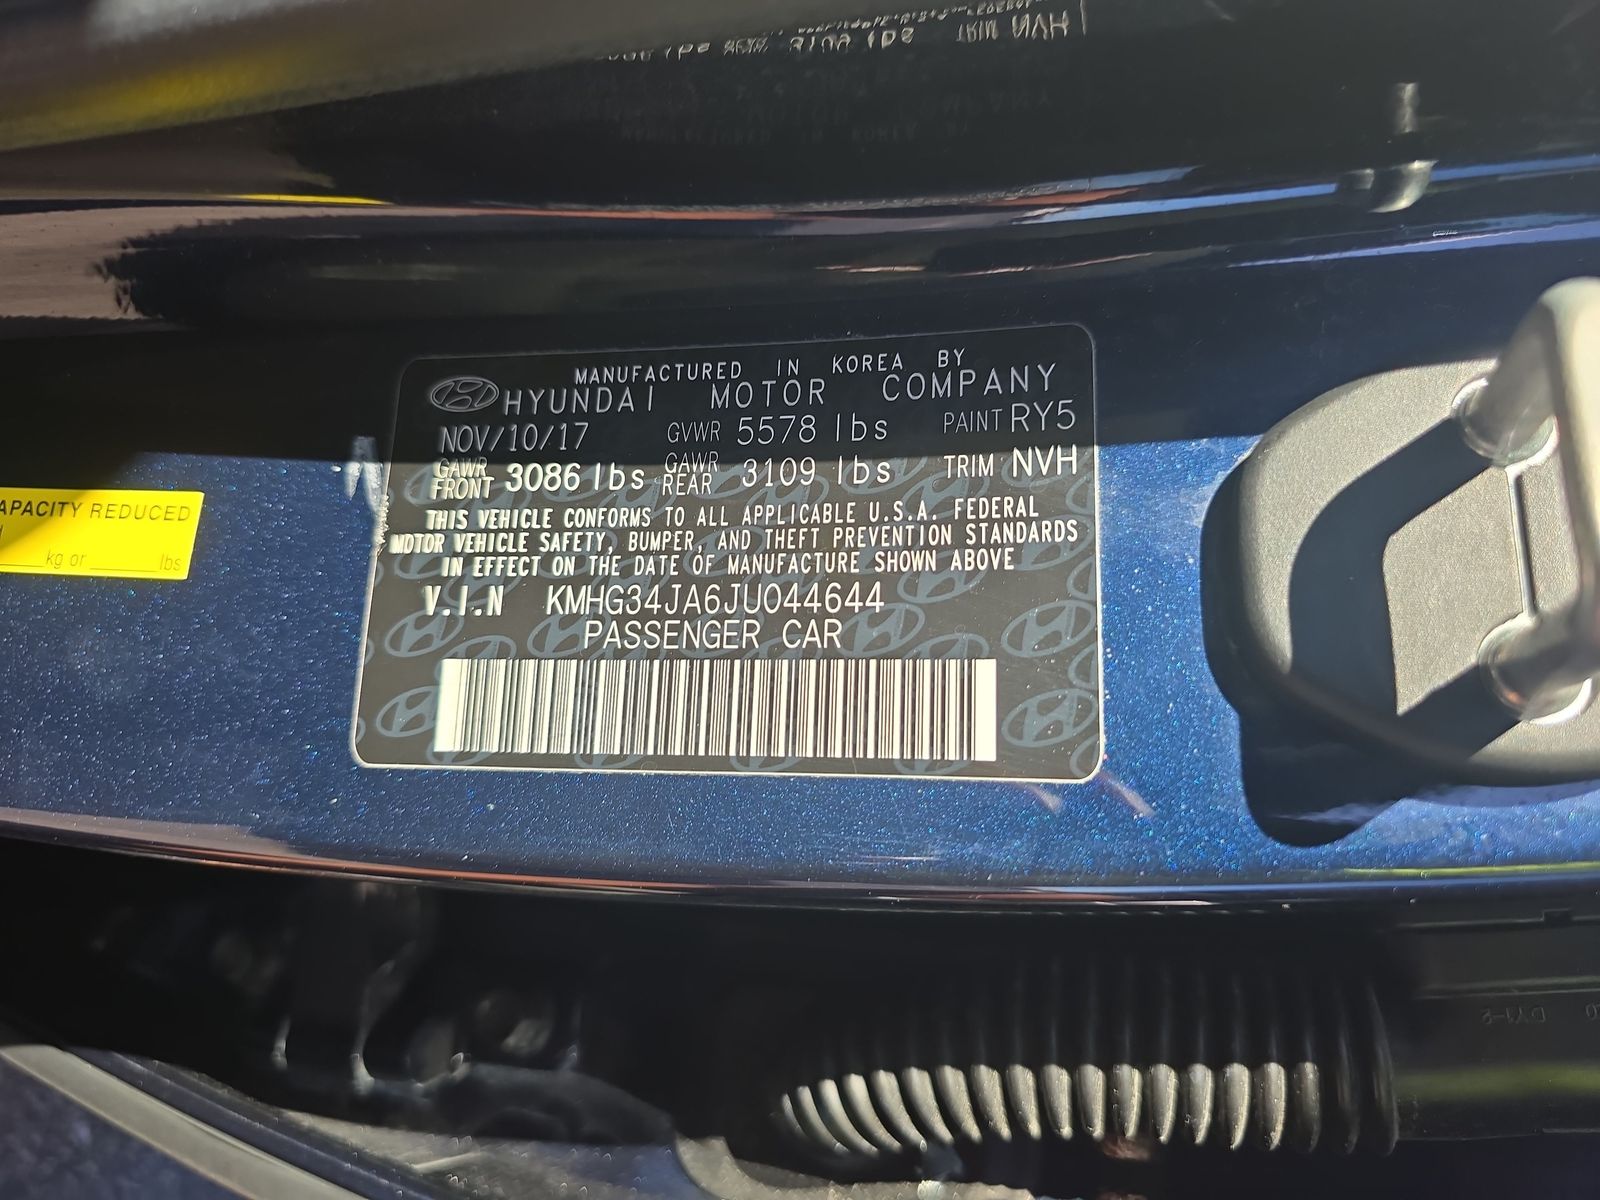 MANUFACTURED IN KOREA BY
HYUNDAI MOTOR COMPANY
NOV/10/17 GVWR 5578 lbs PAINT RY5
GAWR FRONT 3086 lbs GAWR REAR 3109 lbs TRIM NVH
THIS VEHICLE CONFORMS TO ALL APPLICABLE U.S.A. FEDERAL
MOTOR VEHICLE SAFETY, BUMPER, AND THEFT PREVENTION STANDARDS
IN EFFECT ON THE DATE OF MANUFACTURE SHOWN ABOVE
V.I.N KMHG34JA6JU044644
PASSENGER CAR
APACITY REDUCED
kg or lbs